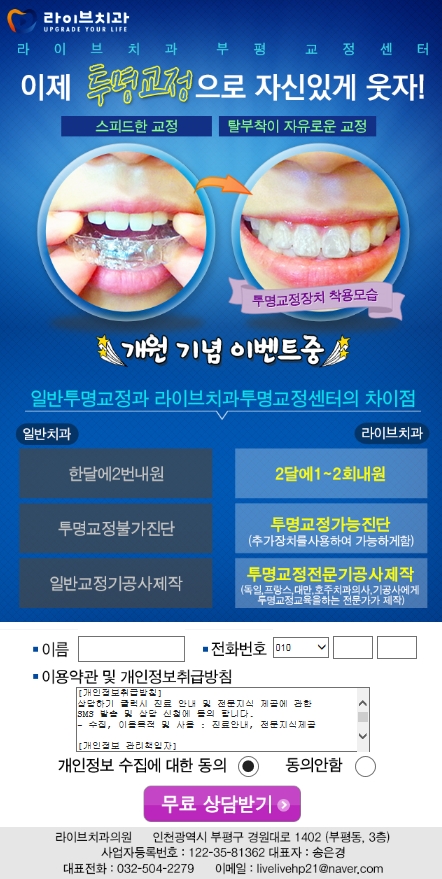 라이브치과
UPGRADE YOUR LIFE
라이브치과 부평 교정센터
이제 투명교정으로 자신있게 웃자!
스피드한 교정 탈부착이 자유로운 교정
투명교정장치 착용모습
개원 기념 이벤트중
일반투명교정과 라이브치과투명교정센터의 차이점
일반치과 라이브치과
한달에2번내원 2달에1~2회내원
투명교정불가진단 투명교정가능진단
(추가장치를사용하여 가능하게함)
일반교정기공사제작 투명교정전문기공사제작
(독일,프랑스,대만,호주치과의사,기공사에게
투명교정교육을하는 전문가가 제작)
이름 전화번호 010
이용약관 및 개인정보취급방침
[개인정보취급방침]
상담하기 클릭시 진료 안내 및 전문지식 제공에 관한
SMS 발송 및 상담 신청에 동의 합니다.
- 수집, 이용목적 및 사용 : 진료안내, 전문지식제공
[개인정보 관리책임자]
개인정보 수집에 대한 동의 동의안함
무료 상담받기
라이브치과의원 인천광역시 부평구 경원대로 1402 (부평동, 3층)
사업자등록번호 : 122-35-81362 대표자 : 송은경
대표전화 : 032-504-2279 이메일 : livelivehp21@naver.com